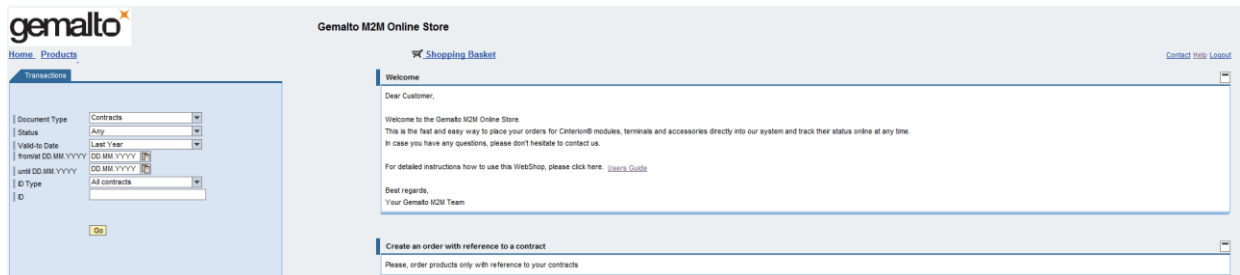 gemalto
Gemalto M2M Online Store
Home Products
Shopping Basket
Contact Help Logout
Transactions
Document Type Contracts
Status Any
Valid-to Date Last Year
from/at DD.MM.YYYY DD.MM.YYYY
until DD.MM.YYYY DD.MM.YYYY
ID Type All contracts
ID
Go
Welcome
Dear Customer,
Welcome to the Gemalto M2M Online Store.
This is the fast and easy way to place your orders for Cinterion® modules, terminals and accessories directly into our system and track their status online at any time.
In case you have any questions, please don't hesitate to contact us.
For detailed instructions how to use this WebShop, please click here. Users Guide
Best regards,
Your Gemalto M2M Team
Create an order with reference to a contract
Please, order products only with reference to your contracts